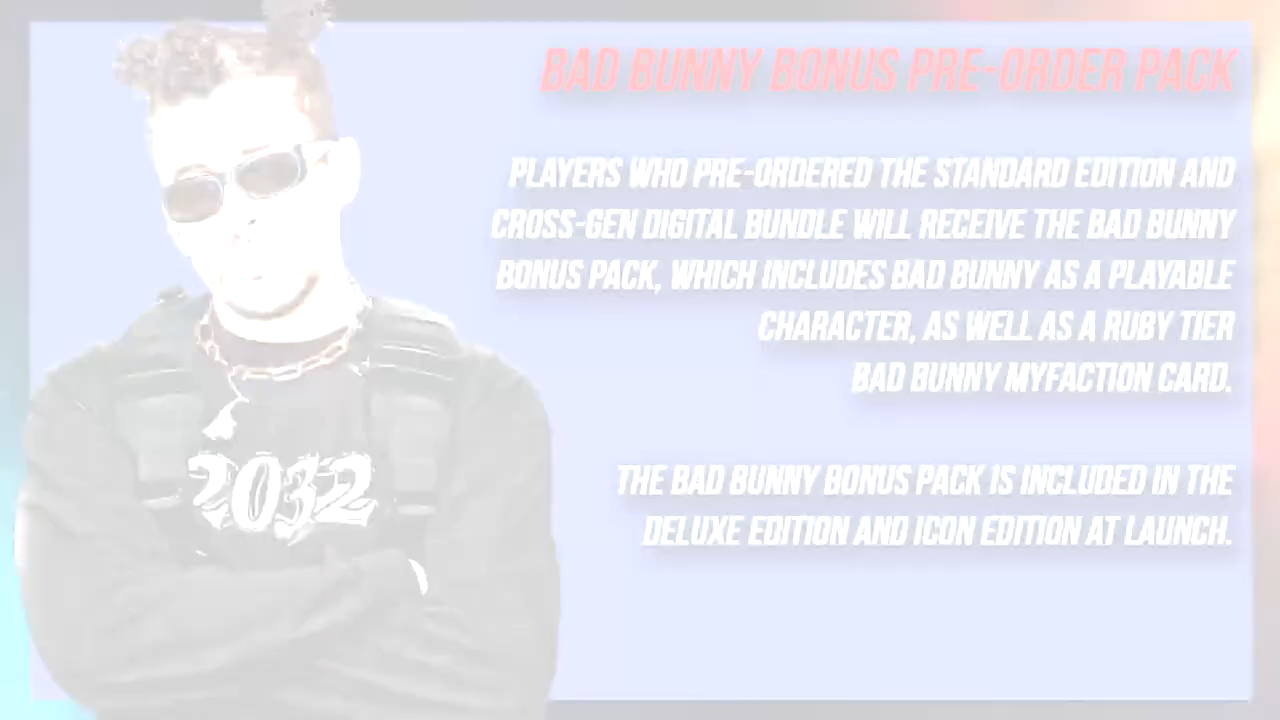 BAD BUNNY BONUS PRE-ORDER PACK
PLAYERS WHO PRE-ORDERED THE STANDARD EDITION AND
CROSS-GEN DIGITAL BUNDLE WILL RECEIVE THE BAD BUNNY
BONUS PACK, WHICH INCLUDES BAD BUNNY AS A PLAYABLE
CHARACTER, AS WELL AS A RUBY TIER
BAD BUNNY MYFACTION CARD.
THE BAD BUNNY BONUS PACK IS INCLUDED IN THE
DELUXE EDITION AND ICON EDITION AT LAUNCH.
2032